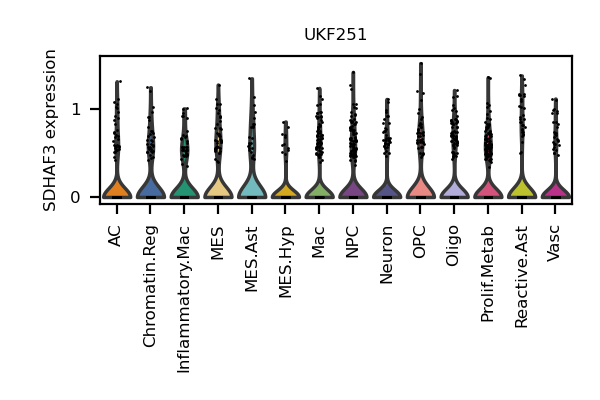 UKF251
SDHAF3 expression
1
0
AC
Chromatin.Reg
Inflammatory.Mac
MES
MES.Ast
MES.Hyp
Mac
NPC
Neuron
OPC
Oligo
Prolif.Metab
Reactive.Ast
Vasc